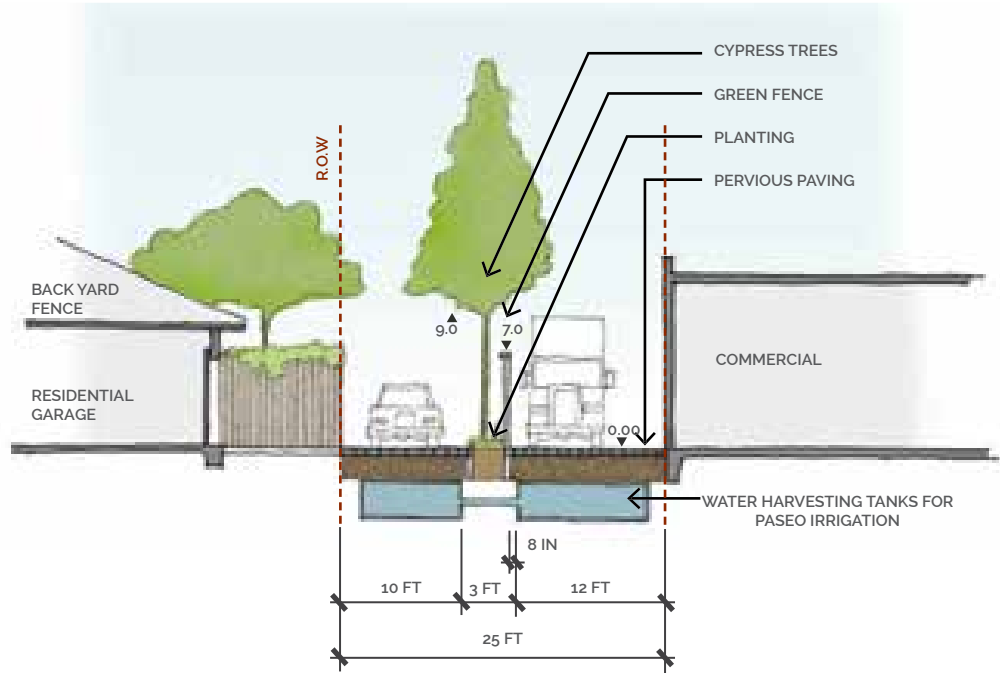 CYPRESS TREES
GREEN FENCE
PLANTING
PERVIOUS PAVING
R.O.W
BACK YARD
FENCE
9.0
7.0
COMMERCIAL
RESIDENTIAL
GARAGE
0.00
WATER HARVESTING TANKS FOR
PASEO IRRIGATION
8 IN
10 FT
3 FT
12 FT
25 FT